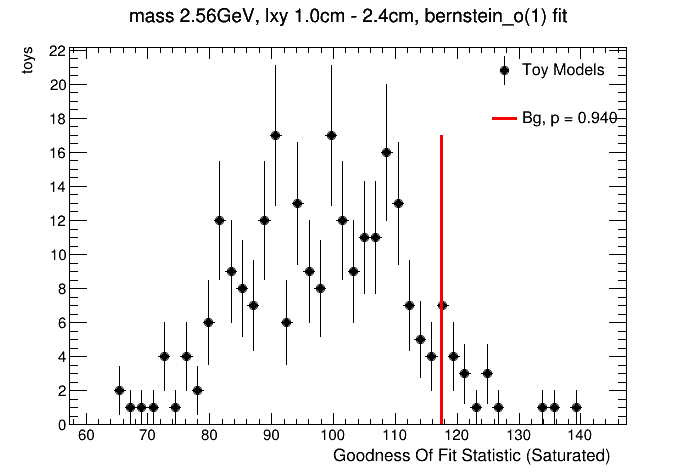 mass 2.56GeV, lxy 1.0cm - 2.4cm, bernstein_o(1) fit
toys
22
20
18
16
14
12
10
8
6
4
2
0
Toy Models
Bg, p = 0.940
60 70 80 90 100 110 120 130 140
Goodness Of Fit Statistic (Saturated)